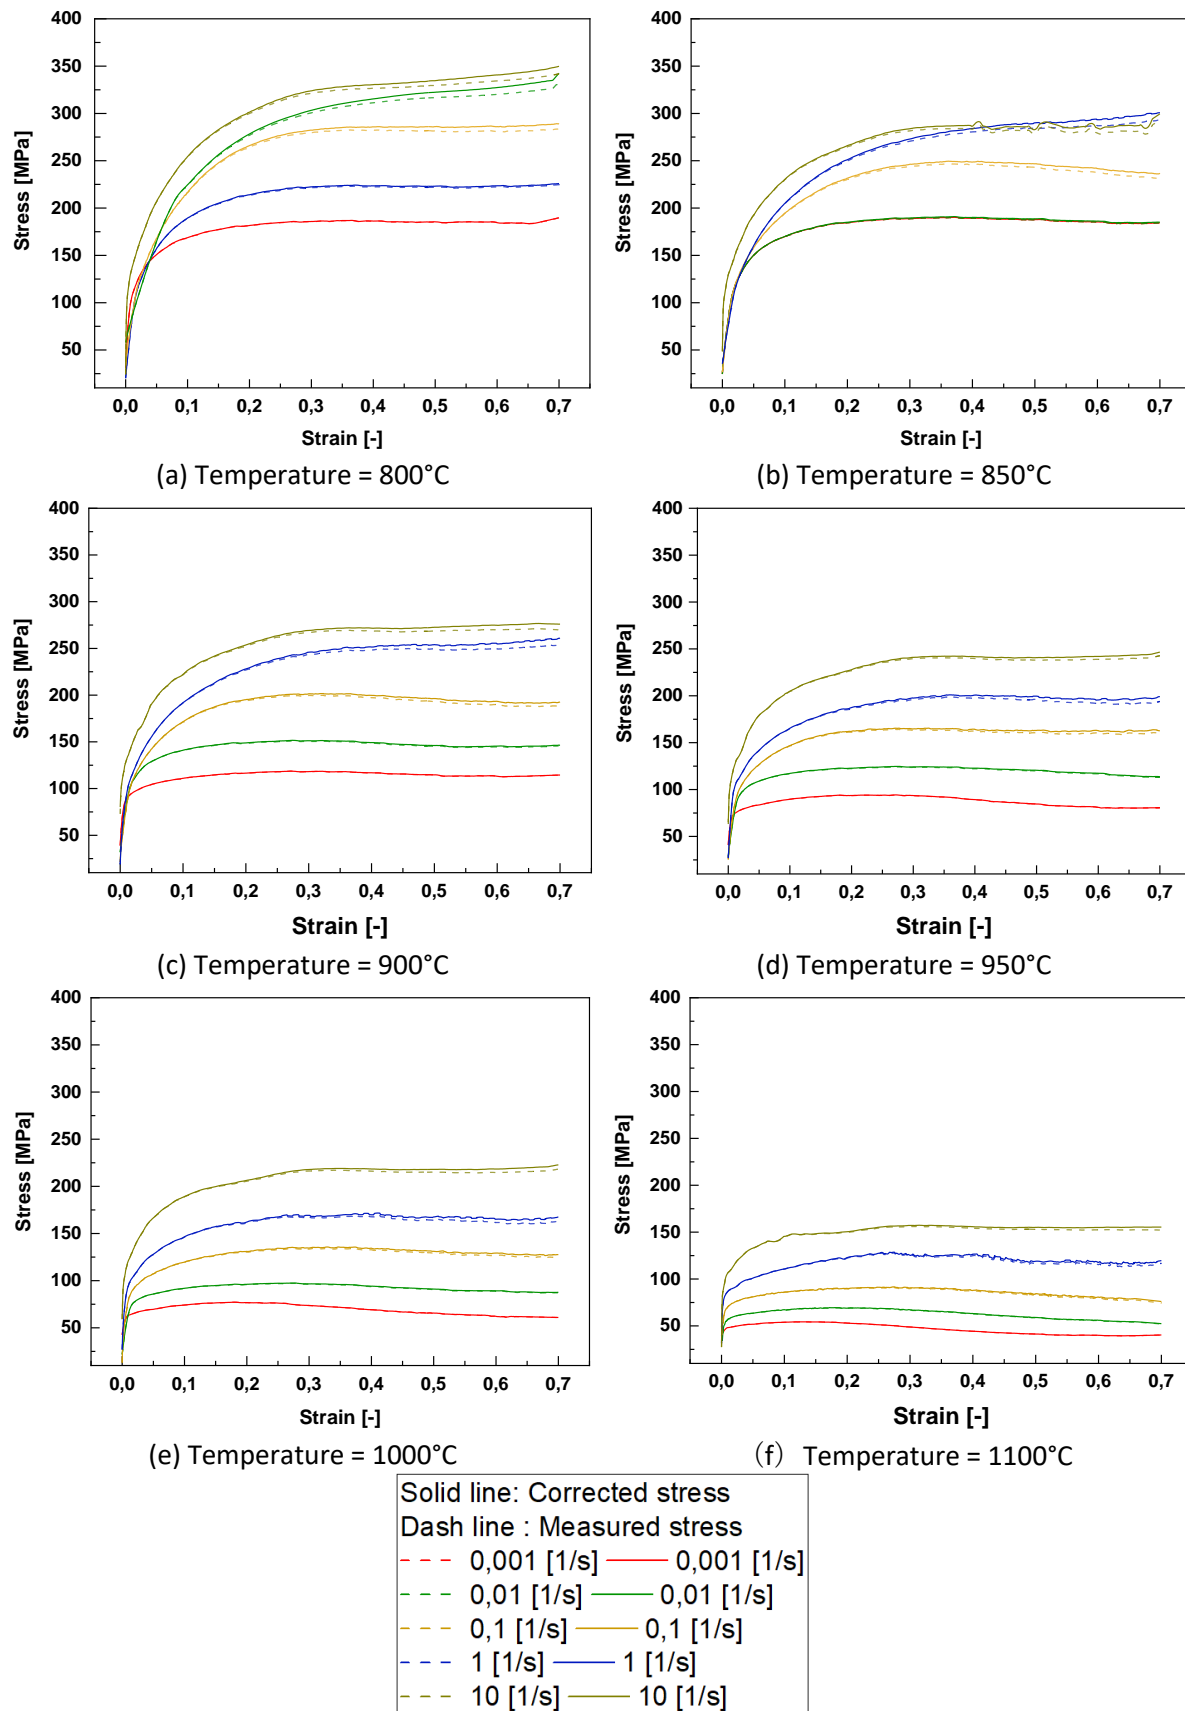 400
350
300
250
200
150
100
50
Stress [MPa]
0,0 0,1 0,2 0,3 0,4 0,5 0,6 0,7
Strain [-]
(a) Temperature = 800°C
400
350
300
250
200
150
100
50
Stress [MPa]
0,0 0,1 0,2 0,3 0,4 0,5 0,6 0,7
Strain [-]
(b) Temperature = 850°C
400
350
300
250
200
150
100
50
Stress [MPa]
0,0 0,1 0,2 0,3 0,4 0,5 0,6 0,7
Strain [-]
(c) Temperature = 900°C
400
350
300
250
200
150
100
50
Stress [MPa]
0,0 0,1 0,2 0,3 0,4 0,5 0,6 0,7
Strain [-]
(d) Temperature = 950°C
400
350
300
250
200
150
100
50
Stress [MPa]
0,0 0,1 0,2 0,3 0,4 0,5 0,6 0,7
Strain [-]
(e) Temperature = 1000°C
400
350
300
250
200
150
100
50
Stress [MPa]
0,0 0,1 0,2 0,3 0,4 0,5 0,6 0,7
Strain [-]
（f） Temperature = 1100°C
Solid line: Corrected stress
Dash line : Measured stress
0,001 [1/s] 0,001 [1/s]
0,01 [1/s] 0,01 [1/s]
0,1 [1/s] 0,1 [1/s]
1 [1/s] 1 [1/s]
10 [1/s] 10 [1/s]